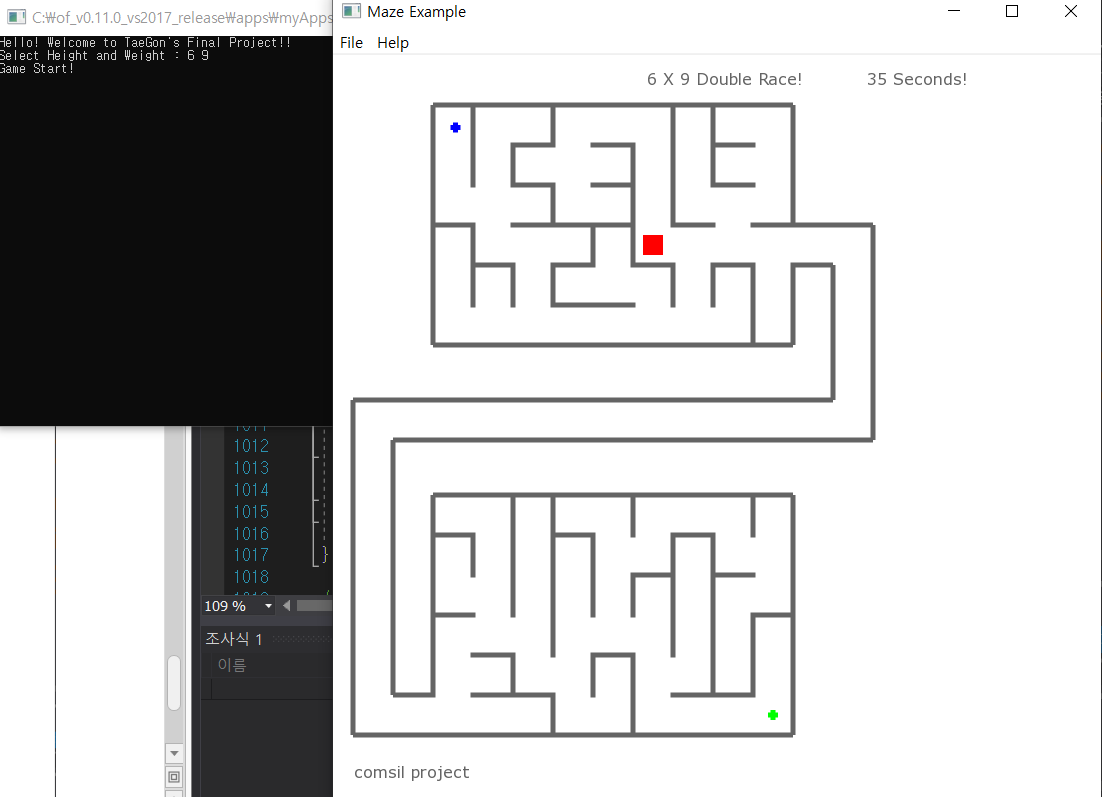 C:\of_v0.11.0_vs2017_release\apps\myApps
Hello! Welcome to TaeGon's Final Project!!
Select Height and Weight : 6 9
Game Start!
Maze Example
File Help
6 X 9 Double Race!
35 Seconds!
1012
1013
1014
1015
1016
1017 }
1018
109 %
조사식 1
이름
comsil project